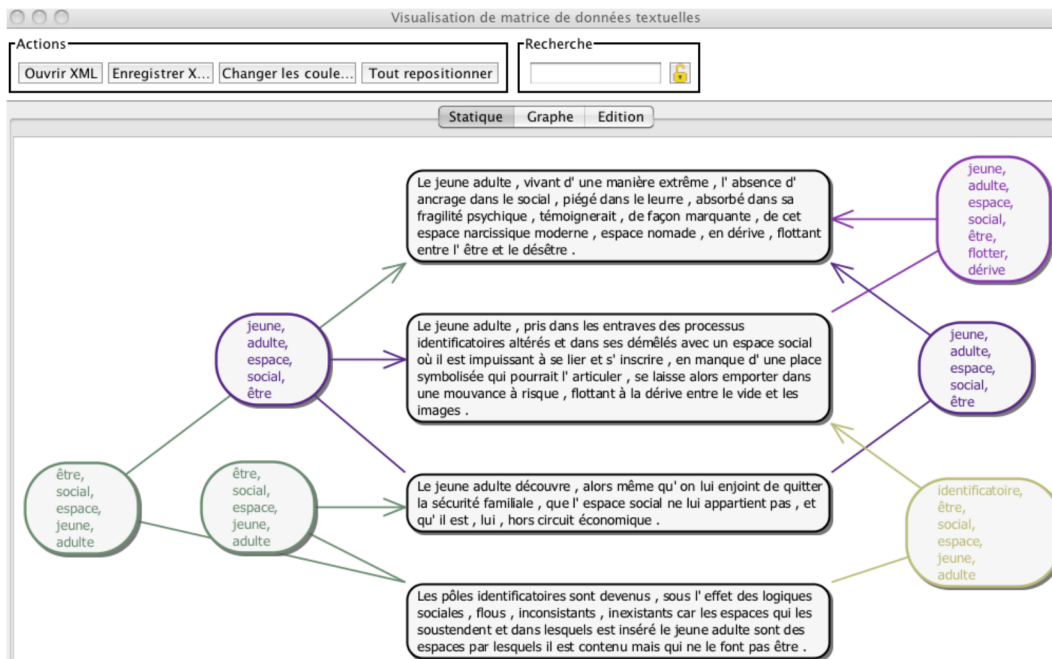 Visualisation de matrice de données textuelles
Actions
Recherche
Ouvrir XML
Enregistrer X...
Changer les coule...
Tout repositionner
Statique
Graphe
Edition
Le jeune adulte , vivant d' une manière extrême , l' absence d'
ancrage dans le social , piégé dans le leurre , absorbé dans sa
fragilité psychique , témoignerait , de façon marquante , de cet
espace narcissique moderne , espace nomade , en dérive , flottant
entre l' être et le désêtre .
jeune,
adulte,
espace,
social,
être,
flotter,
dérive
jeune,
adulte,
espace,
social,
être
Le jeune adulte , pris dans les entraves des processus
identificatoires altérés et dans ses démêlés avec un espace social
où il est impuissant à se lier et s' inscrire , en manque d' une place
symbolisée qui pourrait l' articuler , se laisse alors emporter dans
une mouvance à risque , flottant à la dérive entre le vide et les
images .
jeune,
adulte,
espace,
social,
être
être,
social,
espace,
jeune,
adulte
être,
social,
espace,
jeune,
adulte
Le jeune adulte découvre , alors même qu' on lui enjoint de quitter
la sécurité familiale , que l' espace social ne lui appartient pas , et
qu' il est , lui , hors circuit économique .
identificatoire,
être,
social,
espace,
jeune,
adulte
Les pôles identificatoires sont devenus , sous l' effet des logiques
sociales , flous , inconsistants , inexistants car les espaces qui les
soustendent et dans lesquels est inséré le jeune adulte sont des
espaces par lesquels il est contenu mais qui ne le font pas être .